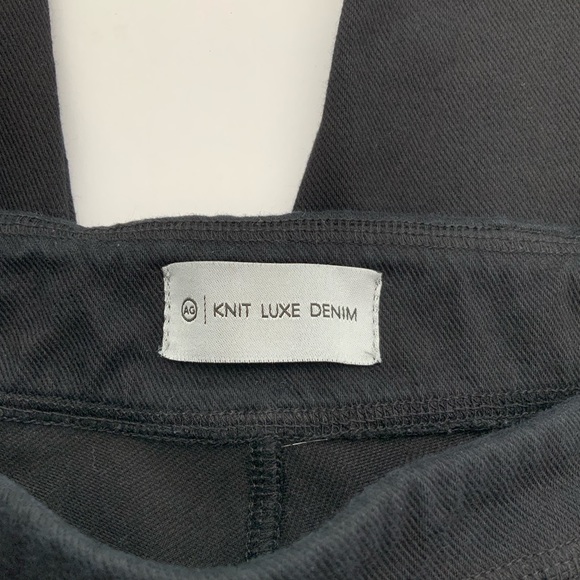 AG | KNIT LUXE DENIM